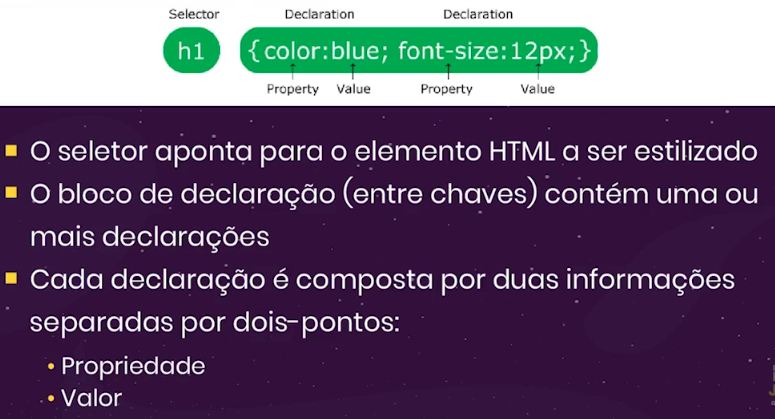 Selector Declaration Declaration
h1 {color:blue; font-size:12px;}
Property Value Property Value
O seletor aponta para o elemento HTML a ser estilizado
O bloco de declaração (entre chaves) contém uma ou
mais declarações
Cada declaração é composta por duas informações
separadas por dois-pontos:
• Propriedade
• Valor